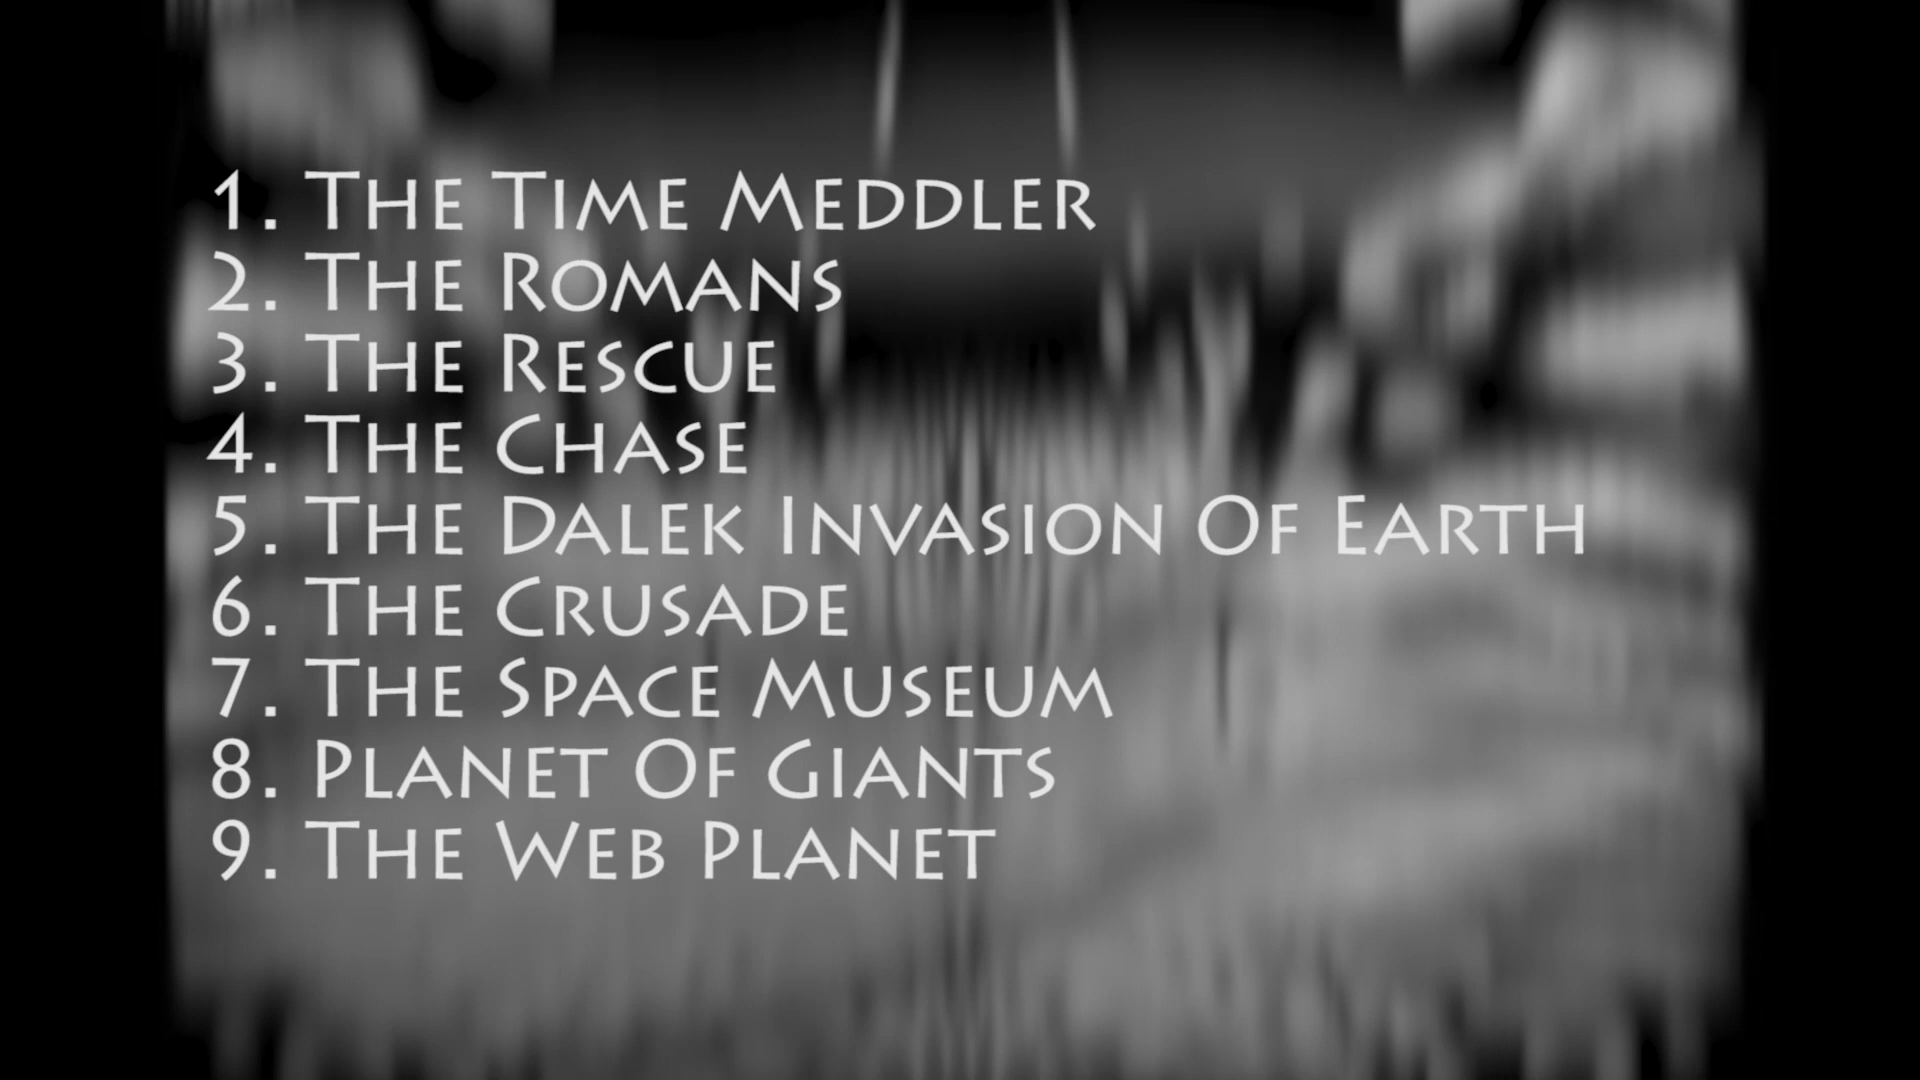 1. The Time Meddler
2. The Romans
3. The Rescue
4. The Chase
5. The Dalek Invasion Of Earth
6. The Crusade
7. The Space Museum
8. Planet Of Giants
9. The Web Planet